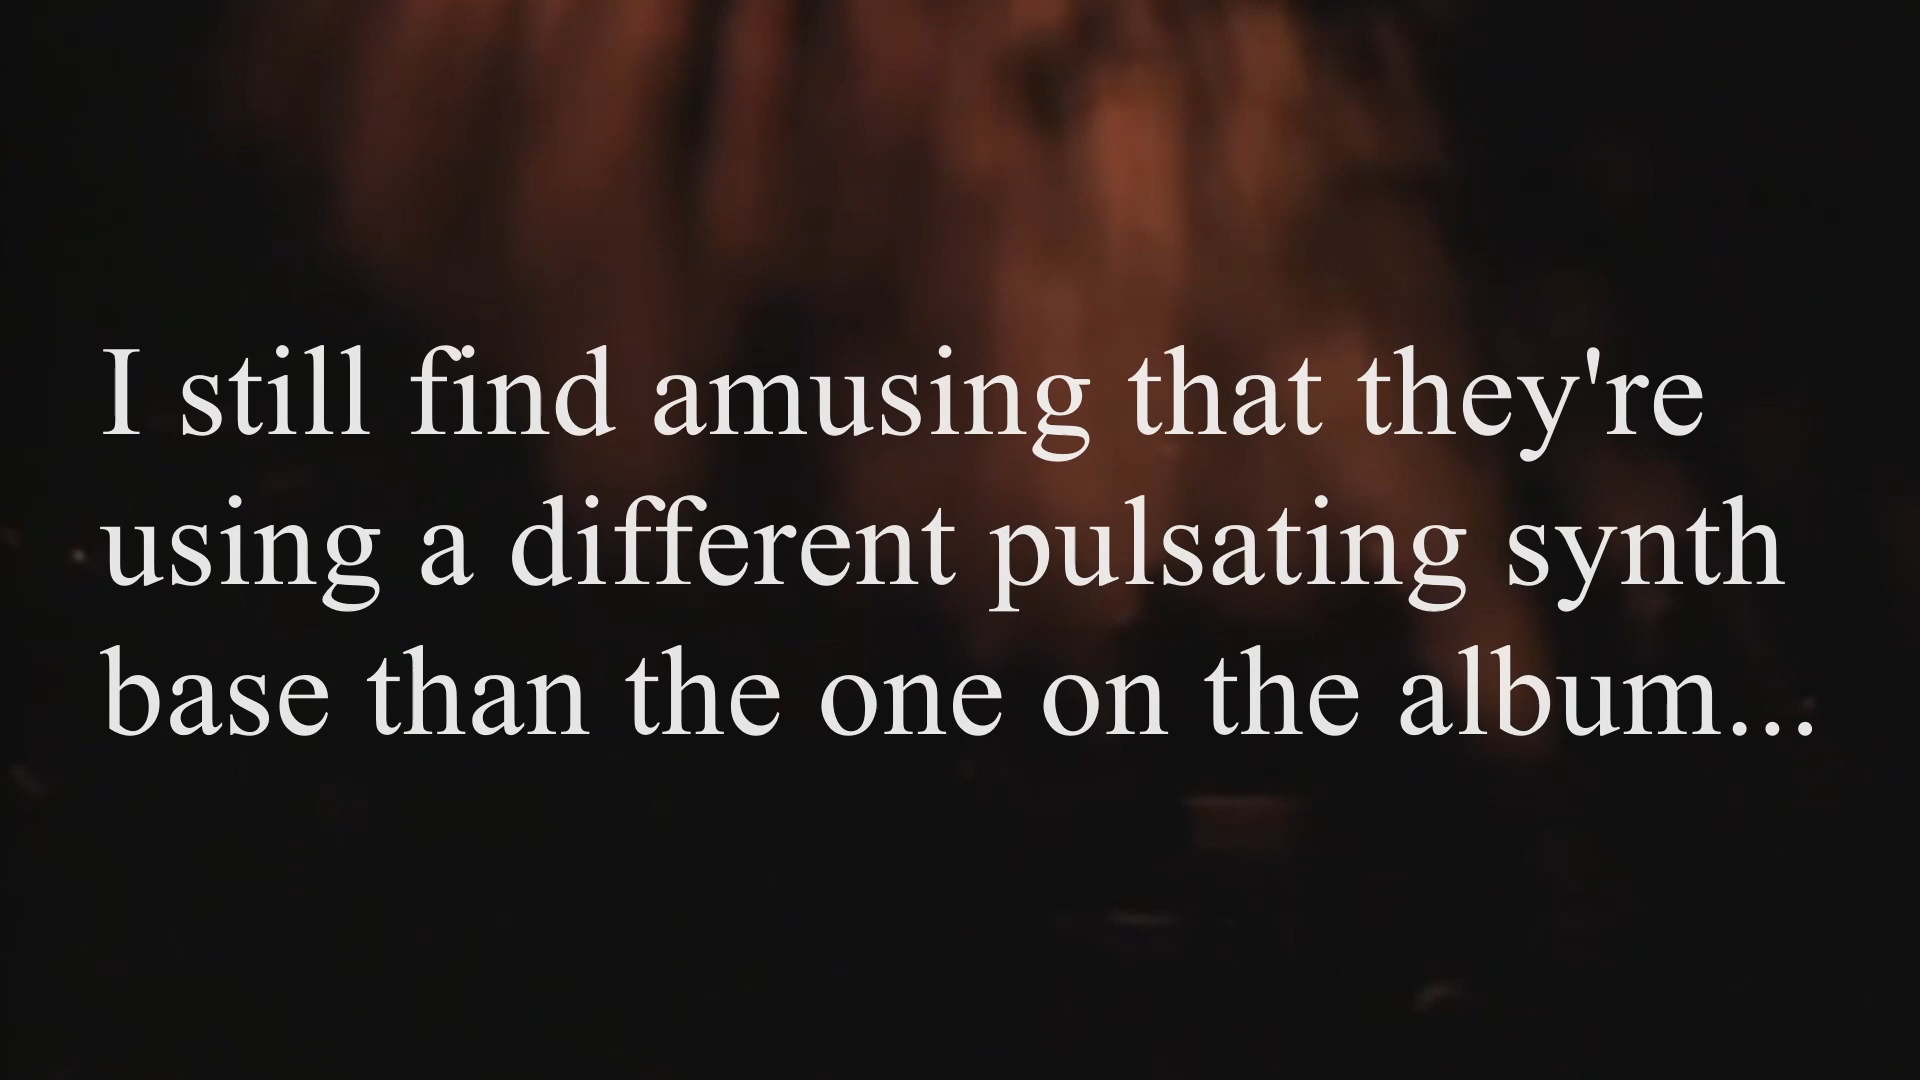 I still find amusing that they're
using a different pulsating synth
base than the one on the album...